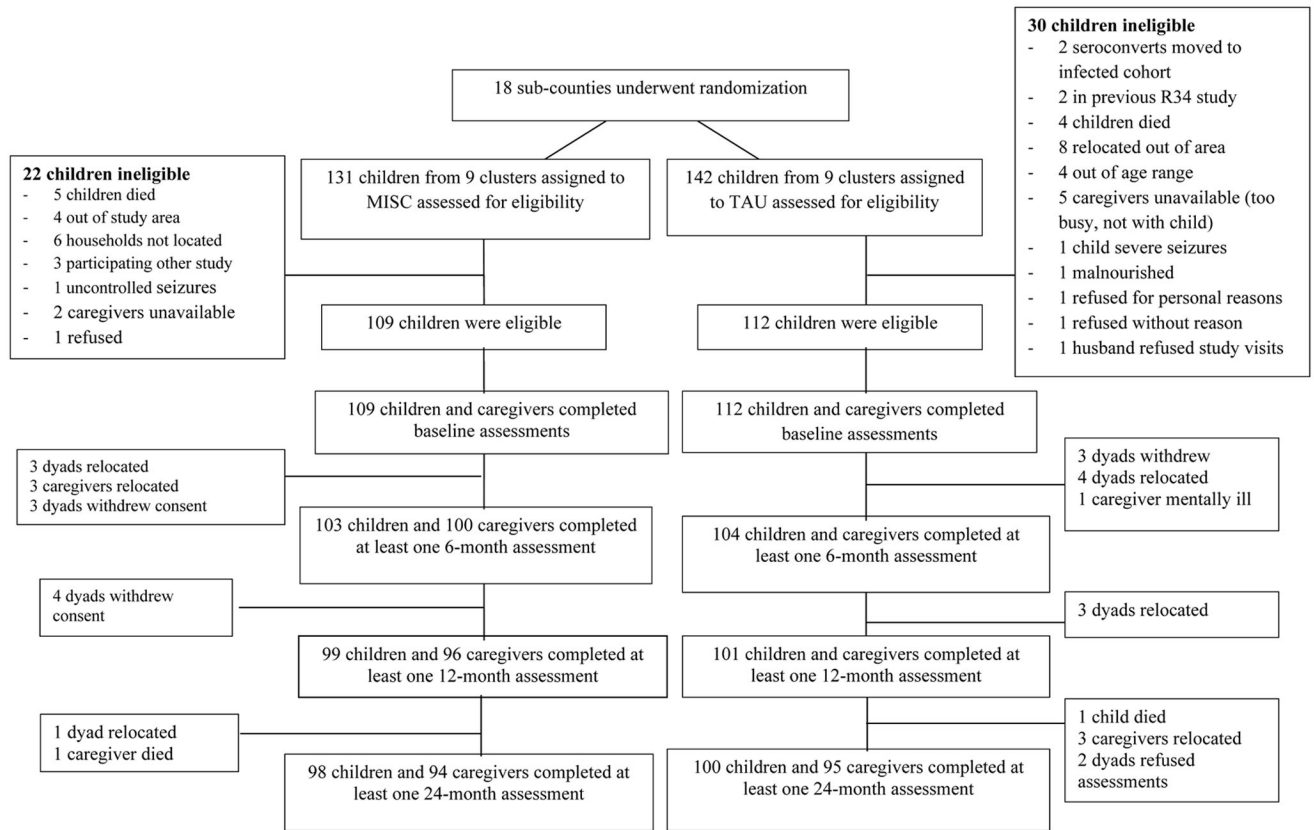 18 sub-counties underwent randomization
30 children ineligible
- 2 seroconverts moved to
infected cohort
- 2 in previous R34 study
- 4 children died
- 8 relocated out of area
- 4 out of age range
- 5 caregivers unavailable (too
busy, not with child)
- 1 child severe seizures
- 1 malnourished
- 1 refused for personal reasons
- 1 refused without reason
- 1 husband refused study visits
22 children ineligible
- 5 children died
- 4 out of study area
- 6 households not located
- 3 participating other study
- 1 uncontrolled seizures
- 2 caregivers unavailable
- 1 refused
131 children from 9 clusters assigned to
MISC assessed for eligibility
142 children from 9 clusters assigned
to TAU assessed for eligibility
109 children were eligible
112 children were eligible
109 children and caregivers completed
baseline assessments
112 children and caregivers completed
baseline assessments
3 dyads relocated
3 caregivers relocated
3 dyads withdrew consent
3 dyads withdrew
4 dyads relocated
1 caregiver mentally ill
103 children and 100 caregivers completed
at least one 6-month assessment
104 children and caregivers completed at
least one 6-month assessment
4 dyads withdrew
consent
3 dyads relocated
99 children and 96 caregivers completed at
least one 12-month assessment
101 children and caregivers completed at
least one 12-month assessment
1 dyad relocated
1 caregiver died
1 child died
3 caregivers relocated
2 dyads refused
assessments
98 children and 94 caregivers completed at
least one 24-month assessment
100 children and 95 caregivers completed at
least one 24-month assessment